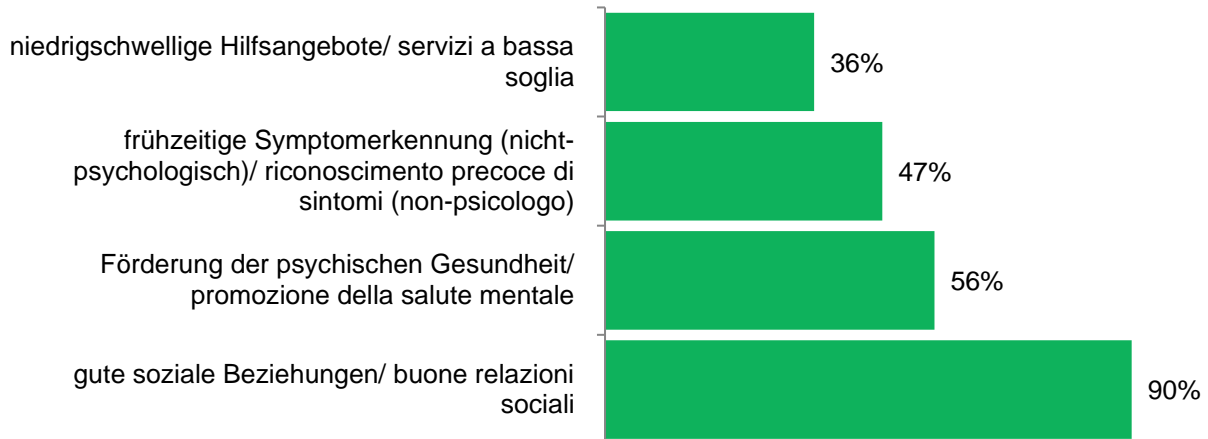 niedrigschwellige Hilfsangebote/ servizi a bassa
soglia
36%
frühzeitige Symptomerkennung (nicht-
psychologisch)/ riconoscimento precoce di
sintomi (non-psicologo)
47%
Förderung der psychischen Gesundheit/
promozione della salute mentale
56%
gute soziale Beziehungen/ buone relazioni
sociali
90%